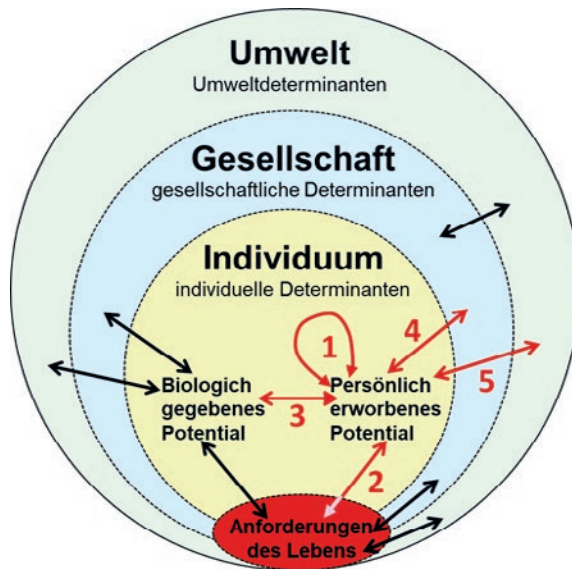 Umwelt
Umweltdeterminanten
Gesellschaft
gesellschaftliche Determinanten
Individuum
individuelle Determinanten
1
4
5
Biologich
gegebenes
Potential
3
Persönlich
erworbenes
Potential
2
Anforderungen
des Lebens